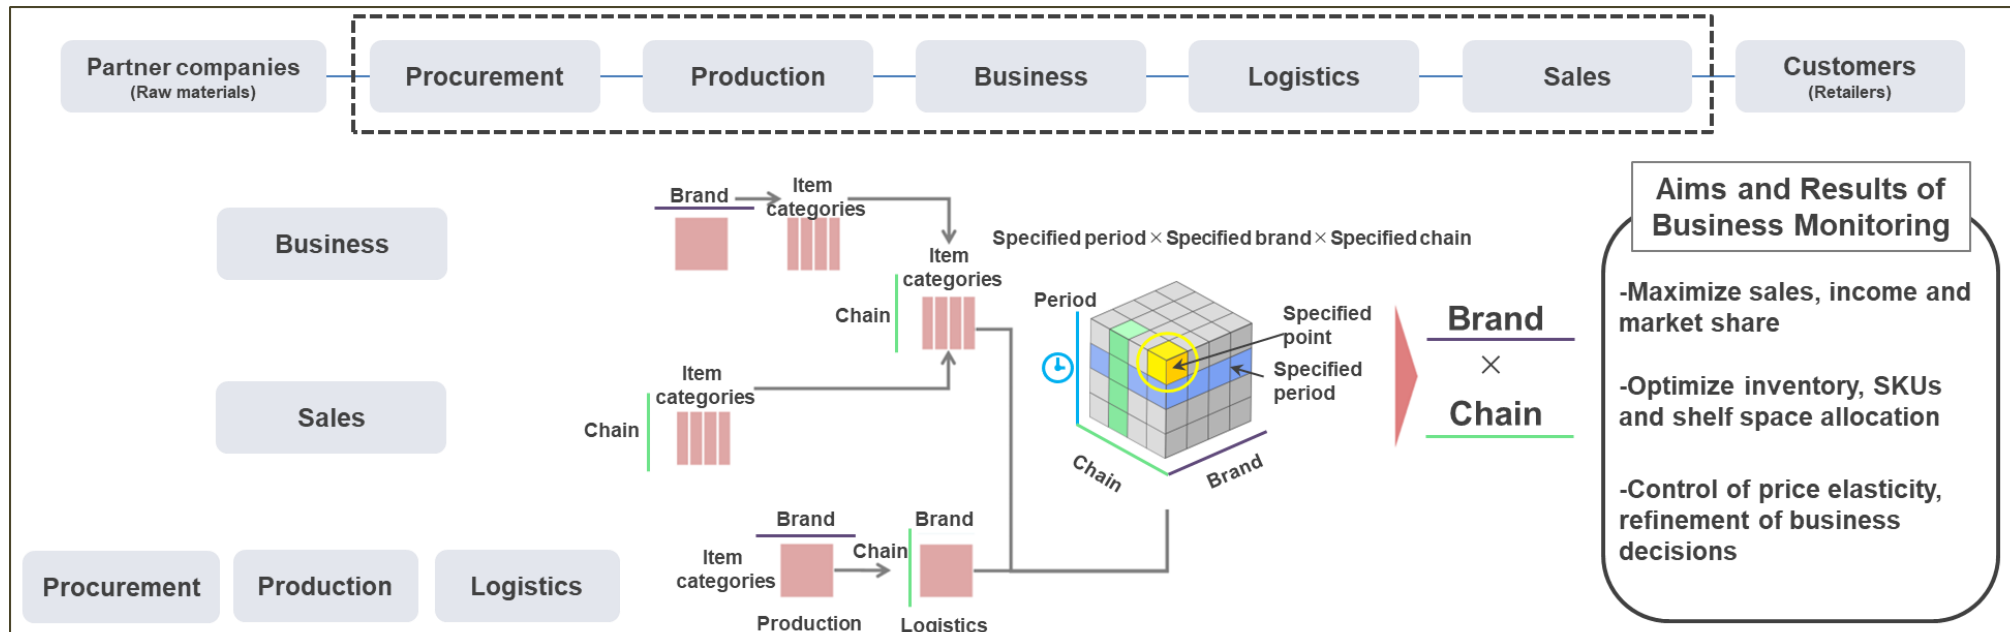 Partner companies
(Raw materials)
Procurement
Production
Business
Logistics
Sales
Customers
(Retailers)
Business
Brand
Item
categories
Item
categories
Chain
Sales
Item
categories
Chain
Procurement
Production
Logistics
Brand
Item
categories
Production
Chain
Brand
Logistics
Specified period×Specified brand×Specified chain
Period
Specified
point
Specified
period
Chain
Brand
Brand
×
Chain
Aims and Results of
Business Monitoring
-Maximize sales, income and
market share
-Optimize inventory, SKUs
and shelf space allocation
-Control of price elasticity,
refinement of business
decisions